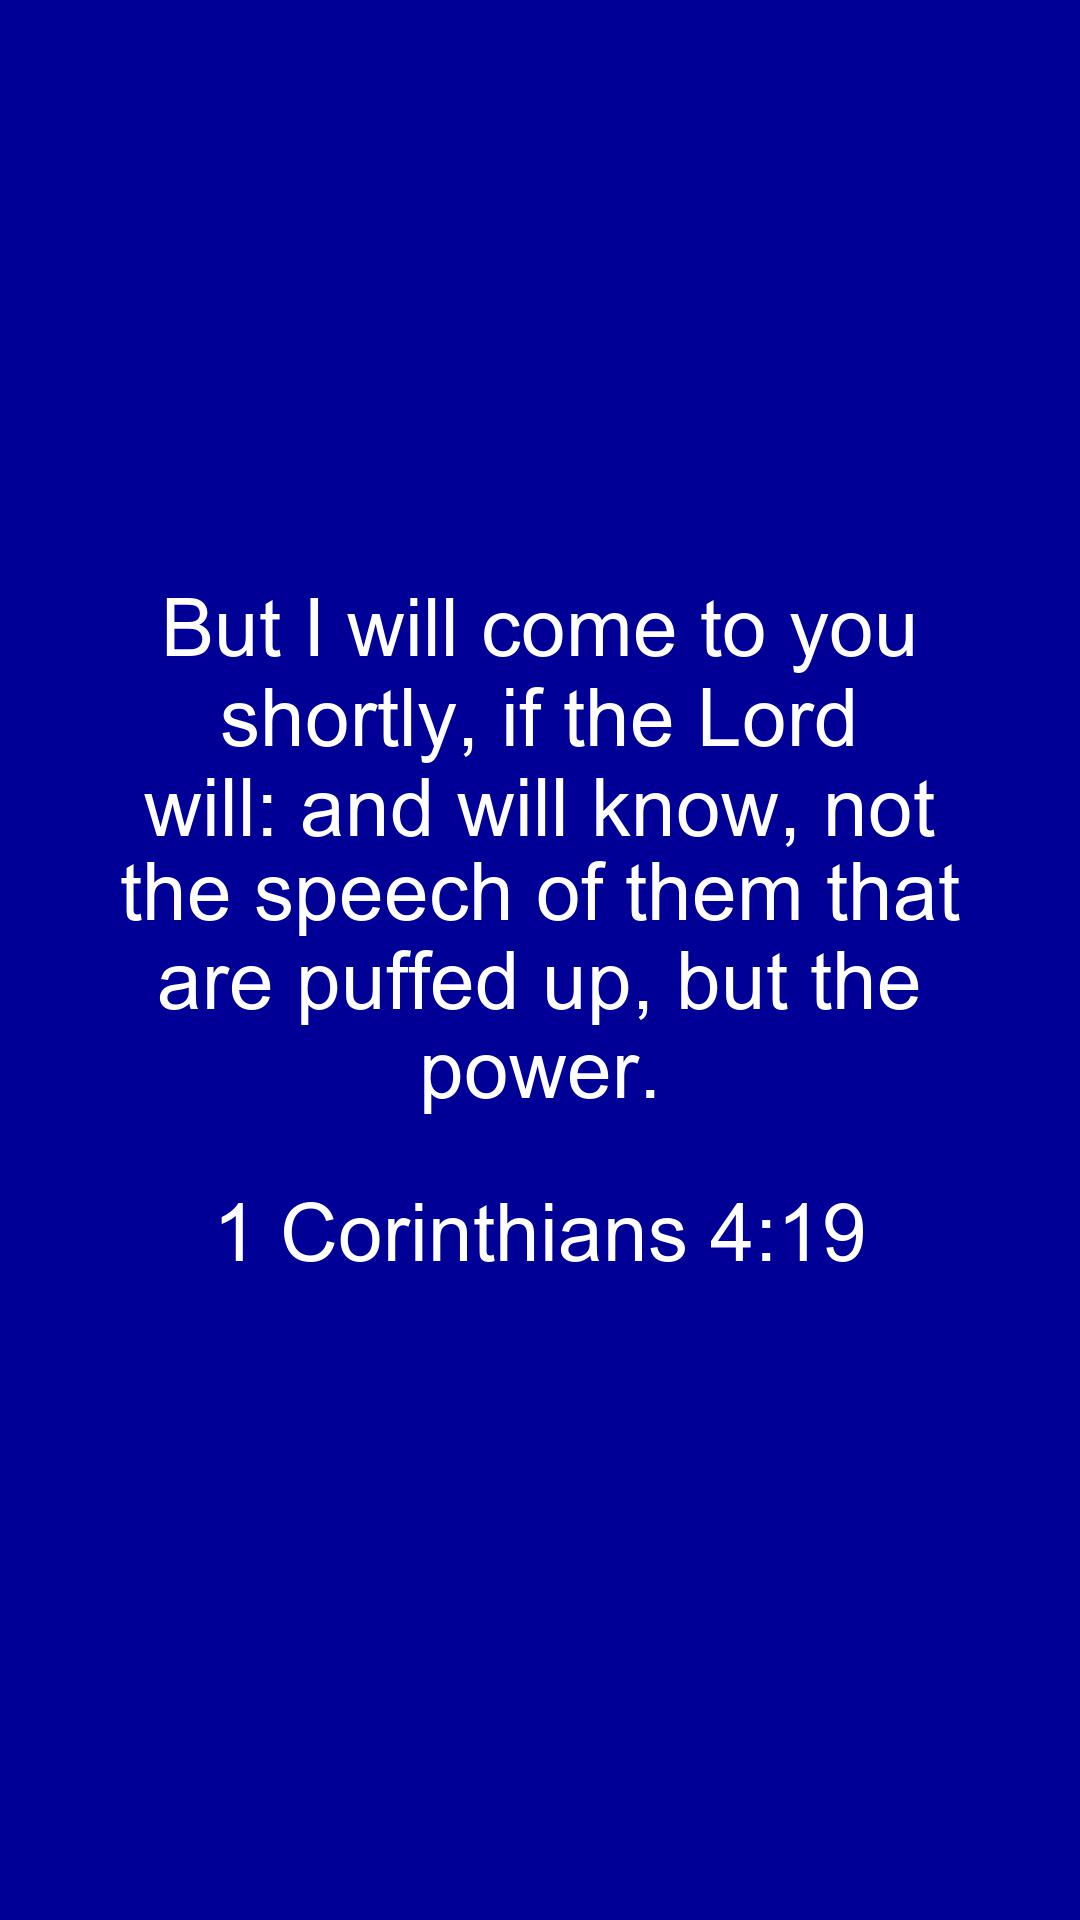 But I will come to you
shortly, if the Lord
will: and will know, not
the speech of them that
are puffed up, but the
power.
1 Corinthians 4:19